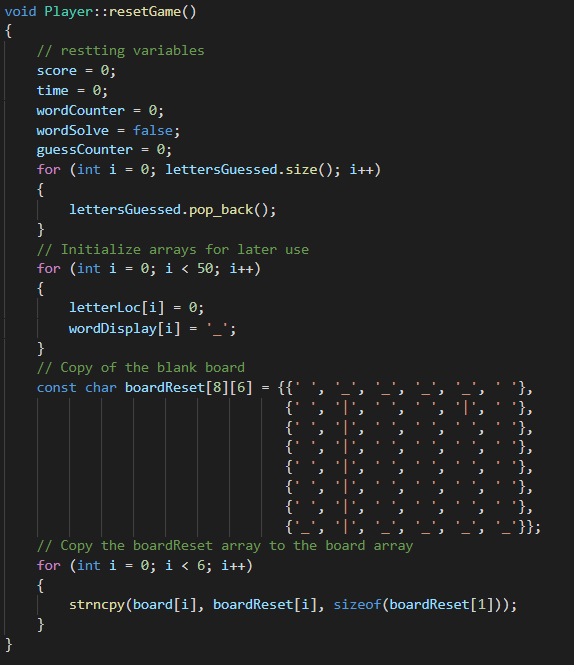 void Player::resetGame()
{
    // restting variables
    score = 0;
    time = 0;
    wordCounter = 0;
    wordSolve = false;
    guessCounter = 0;
    for (int i = 0; lettersGuessed.size(); i++)
    {
        lettersGuessed.pop_back();
    }
    // Initialize arrays for later use
    for (int i = 0; i < 50; i++)
    {
        letterLoc[i] = 0;
        wordDisplay[i] = '_';
    }
    // Copy of the blank board
    const char boardReset[8][6] = {{' ', '_', '_', '_', '_', ' '},
                                   {' ', '|', ' ', ' ', '|', ' '},
                                   {' ', '|', ' ', ' ', ' ', ' '},
                                   {' ', '|', ' ', ' ', ' ', ' '},
                                   {' ', '|', ' ', ' ', ' ', ' '},
                                   {' ', '|', ' ', ' ', ' ', ' '},
                                   {' ', '|', ' ', ' ', ' ', ' '},
                                   {'_', '|', '_', '_', '_', '_'}};
    // Copy the boardReset array to the board array
    for (int i = 0; i < 6; i++)
    {
        strncpy(board[i], boardReset[i], sizeof(boardReset[1]));
    }
}